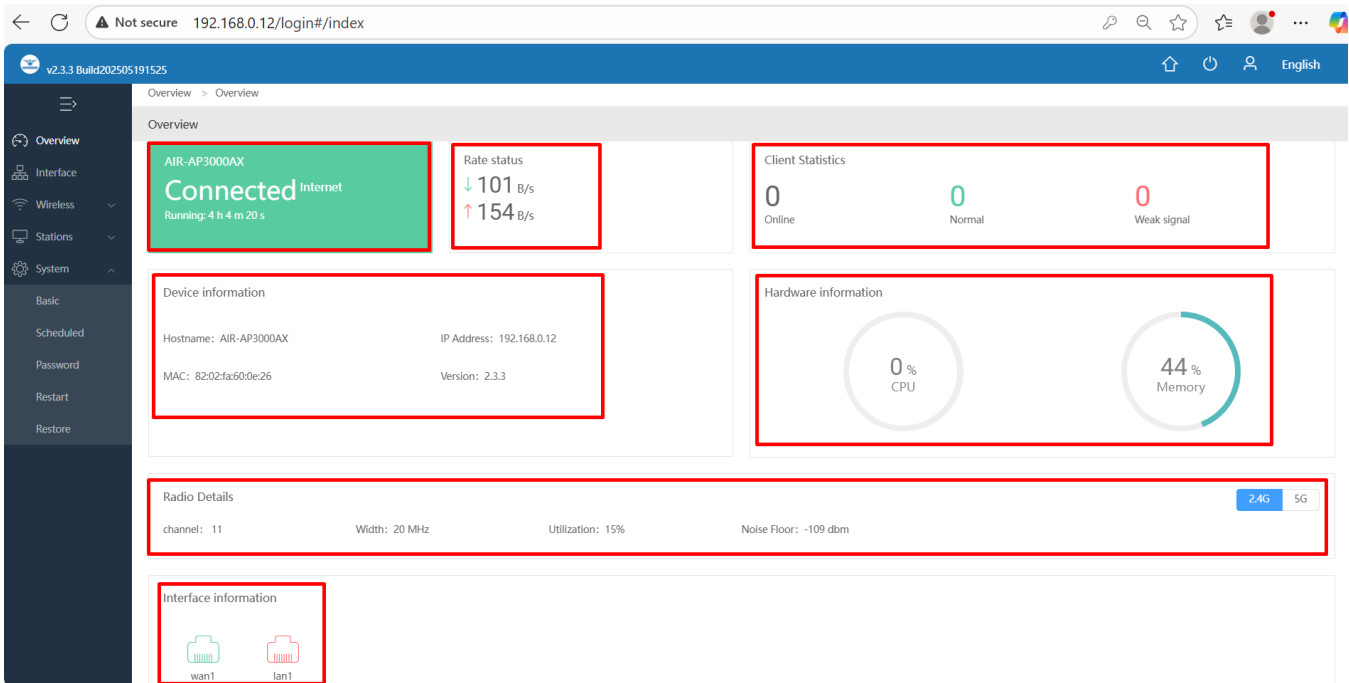 Not secure 192.168.0.12/login#/index
v2.3.3 Build202505191525
English
Overview > Overview
Overview
Interface
Wireless
Stations
System
Basic
Scheduled
Password
Restart
Restore
Overview
AIR-AP3000AX
Connected Internet
Running: 4 h 4 m 20 s
Rate status
↓ 101 B/s
↑ 154 B/s
Client Statistics
0 0 0
Online Normal Weak signal
Device information
Hostname: AIR-AP3000AX IP Address: 192.168.0.12
MAC: 82:02:fa:60:0e:26 Version: 2.3.3
Hardware information
0 %
CPU
44 %
Memory
Radio Details
2.4G 5G
channel: 11 Width: 20 MHz Utilization: 15% Noise Floor: -109 dbm
Interface information
wan1 lan1